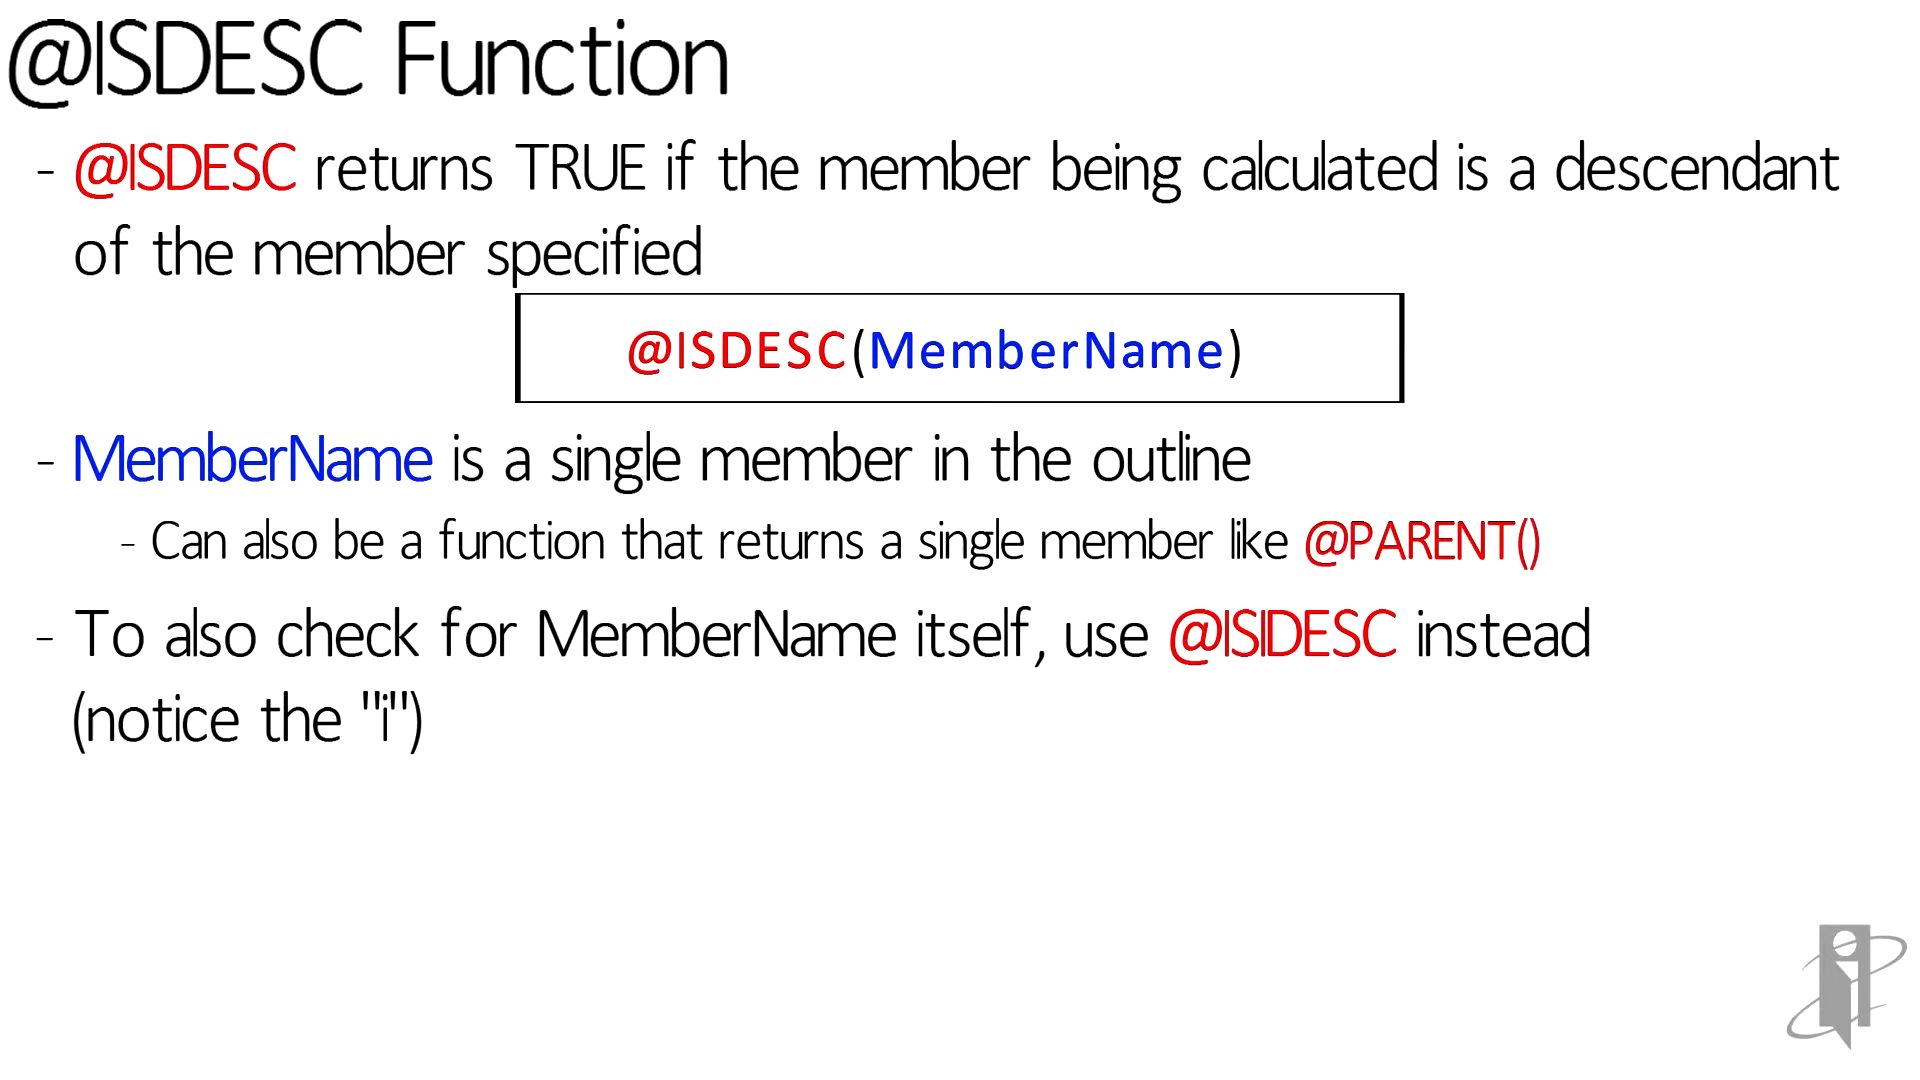 @ISDESC Function
- @ISDESC returns TRUE if the member being calculated is a descendant
of the member specified
@ISDESC(MemberName)
- MemberName is a single member in the outline
- Can also be a function that returns a single member like @PARENT()
- To also check for MemberName itself, use @ISIDESC instead
(notice the "i")